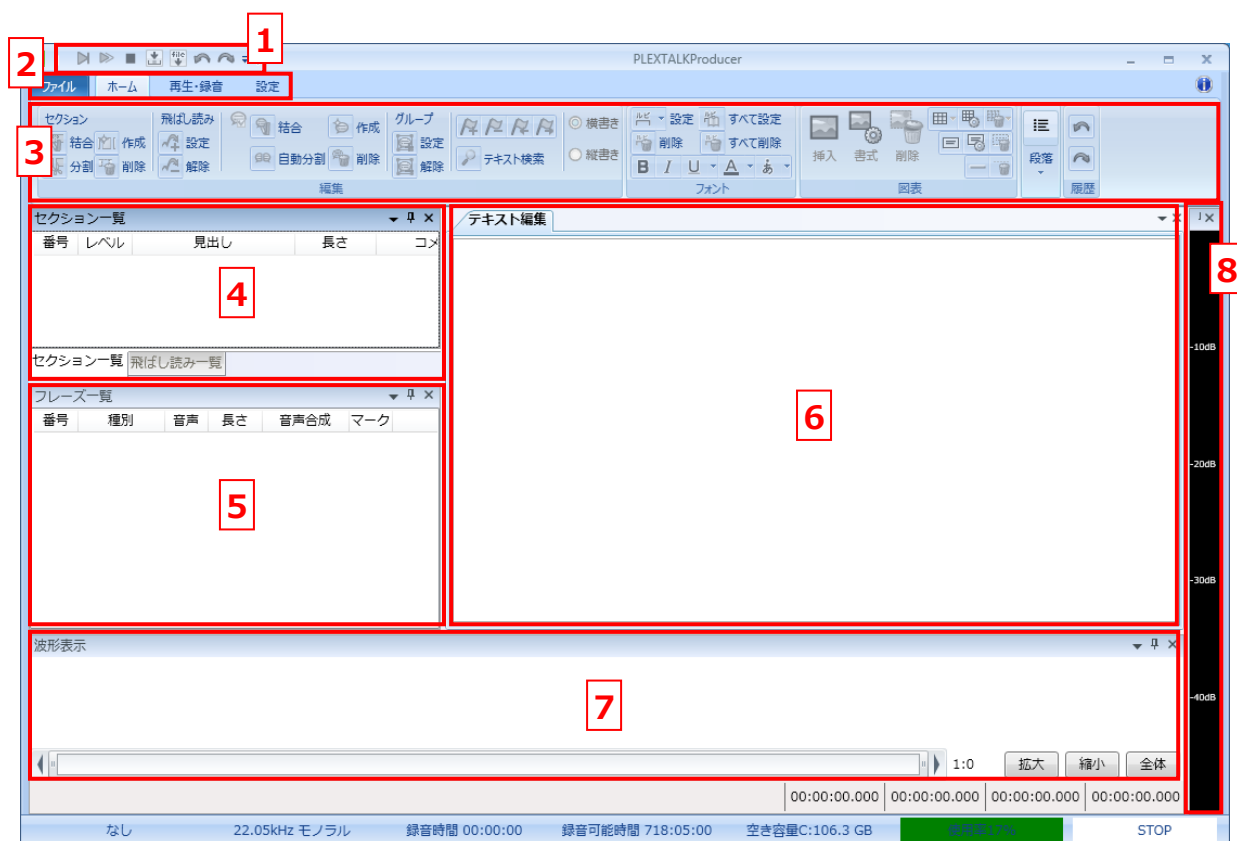 1
2
PLEXTALKProducer
file
ファイル ホーム 再生・録音 設定
3
セクション 飛ばし読み グループ
結合 作成 設定 結合 作成 設定
分割 削除 解除 自動分割 削除 解除
テキスト検索
横書き
縦書き
編集
設定 すべて設定
削除 すべて削除
B I U A あ
フォント
挿入 書式 削除
図表
段落
履歴
セクション一覧
番号 レベル 見出し 長さ コメ
4
セクション一覧 飛ばし読み一覧
フレーズ一覧
番号 種別 音声 長さ 音声合成 マーク
5
テキスト編集
6
8
-10dB
-20dB
-30dB
-40dB
波形表示
7
1:0 拡大 縮小 全体
00:00:00.000 00:00:00.000 00:00:00.000 00:00:00.000
なし 22.05kHz モノラル 録音時間 00:00:00 録音可能時間 718:05:00 空き容量C:106.3 GB 使用率17% STOP